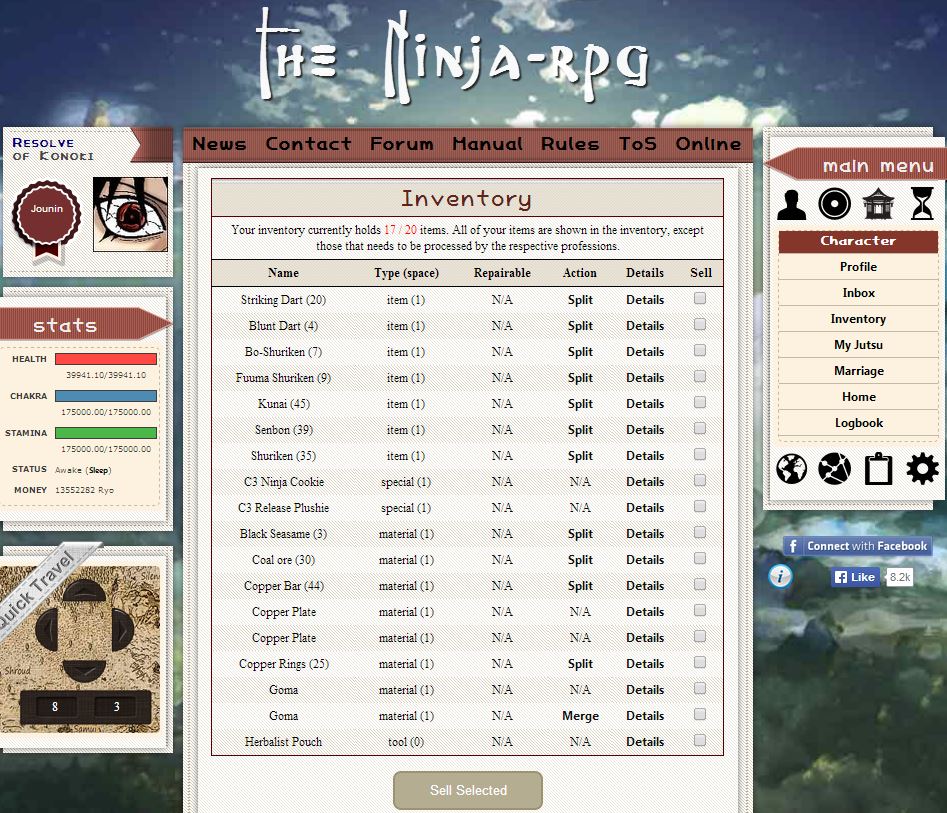 The Ninja-RPG
Resolve
of Konoki
Jounin
News Contact Forum Manual Rules ToS Online
Inventory
Your inventory currently holds 17 / 20 items. All of your items are shown in the inventory, except
those that needs to be processed by the respective professions.
Name Type (space) Repairable Action Details Sell
Striking Dart (20) item (1) N/A Split Details
Blunt Dart (4) item (1) N/A Split Details
Bo-Shuriken (7) item (1) N/A Split Details
Fuuma Shuriken (9) item (1) N/A Split Details
Kunai (45) item (1) N/A Split Details
Senbon (39) item (1) N/A Split Details
Shuriken (35) item (1) N/A Split Details
C3 Ninja Cookie special (1) N/A N/A Details
C3 Release Plushie special (1) N/A N/A Details
Black Seasame (3) material (1) N/A Split Details
Coal ore (30) material (1) N/A Split Details
Copper Bar (44) material (1) N/A Split Details
Copper Plate material (1) N/A N/A Details
Copper Plate material (1) N/A N/A Details
Copper Rings (25) material (1) N/A Split Details
Goma material (1) N/A N/A Details
Goma material (1) N/A Merge Details
Herbalist Pouch tool (0) N/A N/A Details
Sell Selected
stats
HEALTH
39941.10/39941.10
CHAKRA
175000.00/175000.00
STAMINA
175000.00/175000.00
STATUS Awake (Sleep)
MONEY 13552282 Ryo
Quick Travel
Silen
Shroud
8 3
Samui
main menu
Character
Profile
Inbox
Inventory
My Jutsu
Marriage
Home
Logbook
f Connect with Facebook
i
f Like 8.2k